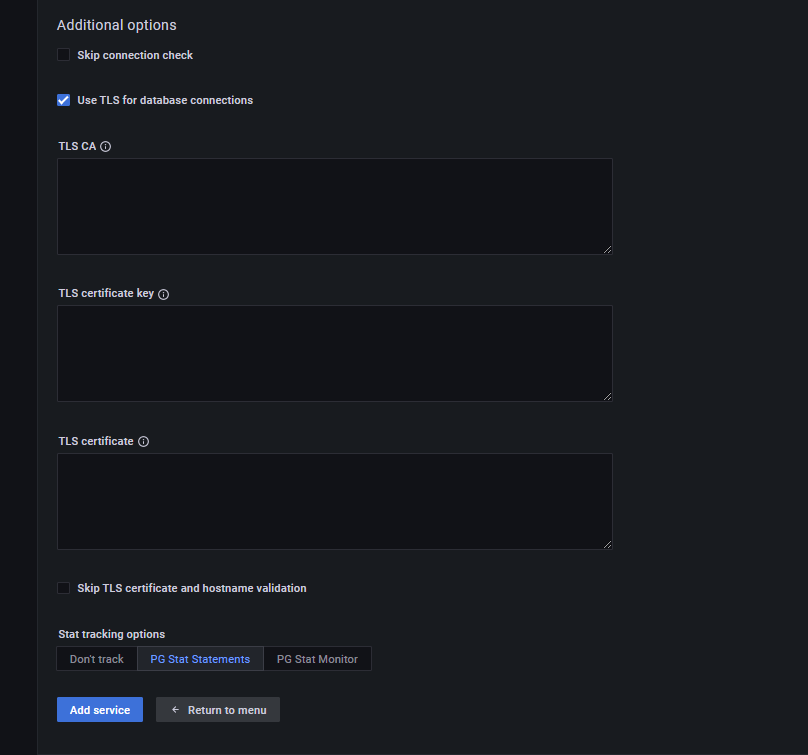 Additional options
Skip connection check
Use TLS for database connections
TLS CA
TLS certificate key
TLS certificate
Skip TLS certificate and hostname validation
Stat tracking options
Don't track PG Stat Statements PG Stat Monitor
Add service ← Return to menu